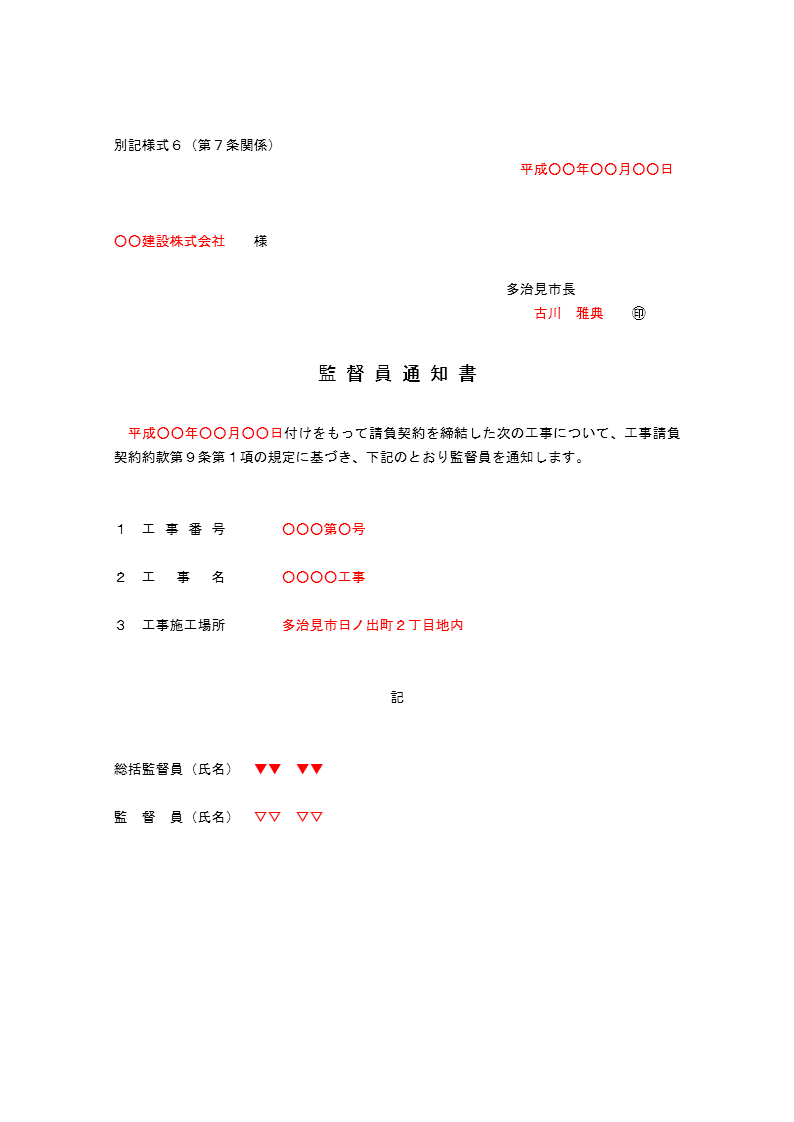 別記様式６（第７条関係）
平成〇〇年〇〇月〇〇日
〇〇建設株式会社　　様
多治見市長
古川　雅典　　㊞
監 督 員 通 知 書
平成〇〇年〇〇月〇〇日付けをもって請負契約を締結した次の工事について、工事請負
契約約款第９条第１項の規定に基づき、下記のとおり監督員を通知します。
１　工 事 番 号　　　　〇〇〇第〇号
２　工　事　名　　　　〇〇〇〇工事
３　工事施工場所　　　　多治見市日ノ出町２丁目地内
記
総括監督員（氏名）　▼▼　▼▼
監　督　員（氏名）　▽▽　▽▽